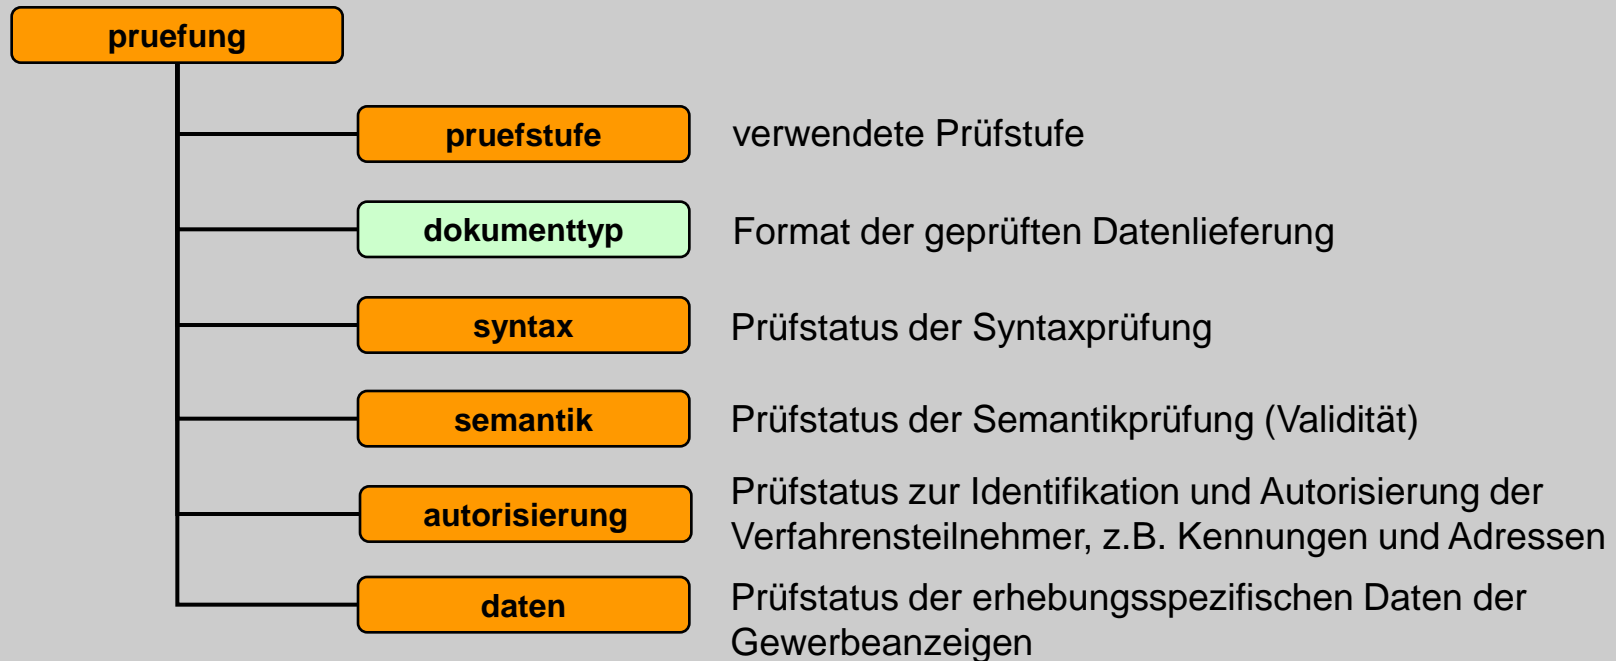 pruefung
pruefstufe verwendete Prüfstufe
dokumenttyp Format der geprüften Datenlieferung
syntax Prüfstatus der Syntaxprüfung
semantik Prüfstatus der Semantikprüfung (Validität)
autorisierung Prüfstatus zur Identifikation und Autorisierung der
Verfahrensteilnehmer, z.B. Kennungen und Adressen
daten Prüfstatus der erhebungsspezifischen Daten der
Gewerbeanzeigen